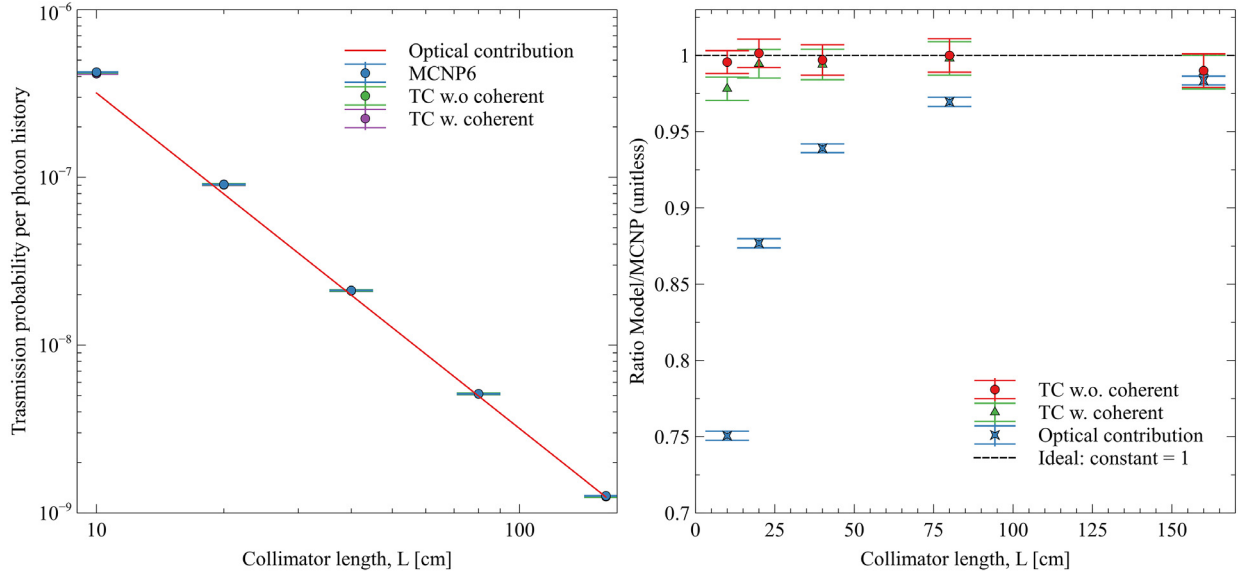 Trasmission probability per photon history
10⁻⁶
10⁻⁷
10⁻⁸
10⁻⁹
10
100
Collimator length, L [cm]
Optical contribution
MCNP6
TC w.o coherent
TC w. coherent
Ratio Model/MCNP (unitless)
1
0.95
0.9
0.85
0.8
0.75
0.7
0
25
50
75
100
125
150
Collimator length, L [cm]
TC w.o. coherent
TC w. coherent
Optical contribution
Ideal: constant = 1